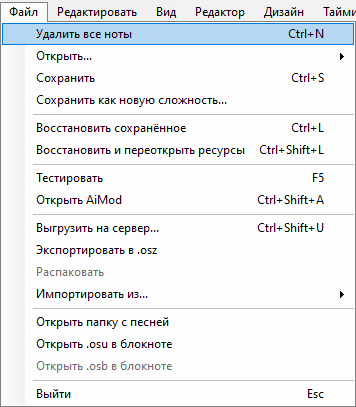 Файл Редактировать Вид Редактор Дизайн Тайми
Удалить все ноты Ctrl+N
Открыть...
Сохранить Ctrl+S
Сохранить как новую сложность...
Восстановить сохранённое Ctrl+L
Восстановить и переоткрыть ресурсы Ctrl+Shift+L
Тестировать F5
Открыть AiMod Ctrl+Shift+A
Выгрузить на сервер... Ctrl+Shift+U
Экспортировать в .osz
Распаковать
Импортировать из...
Открыть папку с песней
Открыть .osu в блокноте
Открыть .osb в блокноте
Выйти Esc